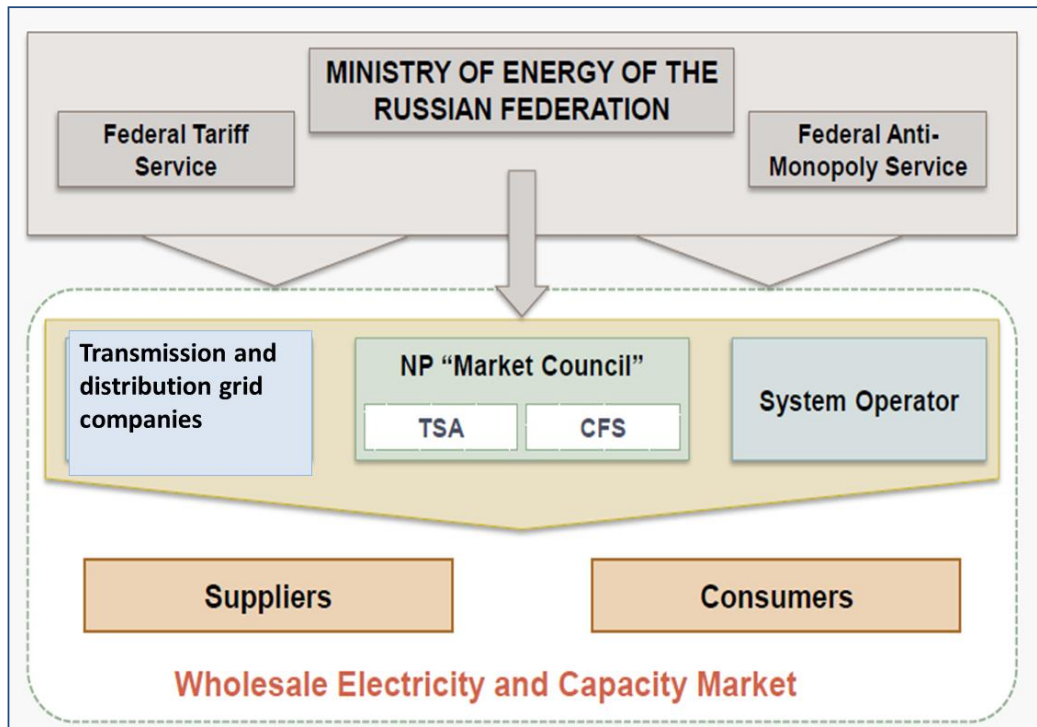 MINISTRY OF ENERGY OF THE
RUSSIAN FEDERATION
Federal Tariff
Service
Federal Anti-
Monopoly Service
Transmission and
distribution grid
companies
NP “Market Council”
TSA
CFS
System Operator
Suppliers
Consumers
Wholesale Electricity and Capacity Market